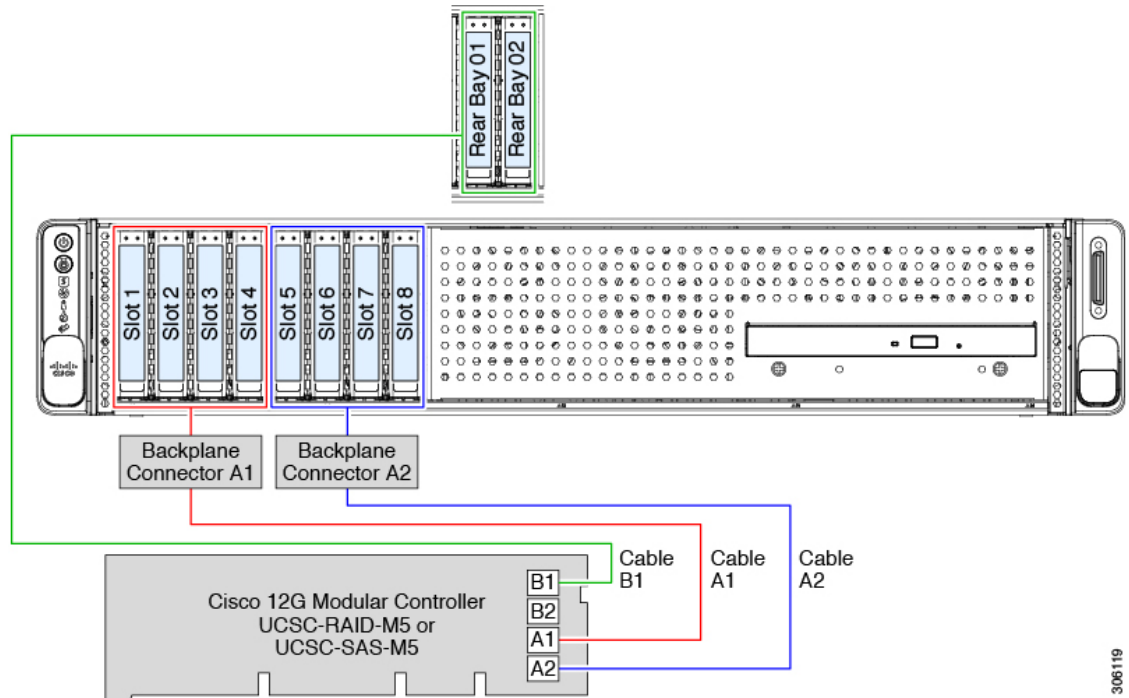 Rear Bay 01
Rear Bay 02
Slot 1
Slot 2
Slot 3
Slot 4
Slot 5
Slot 6
Slot 7
Slot 8
CISCO
Backplane
Connector A1
Backplane
Connector A2
Cable
B1
Cable
A1
Cable
A2
Cisco 12G Modular Controller
UCSC-RAID-M5 or
UCSC-SAS-M5
B1
B2
A1
A2
306119